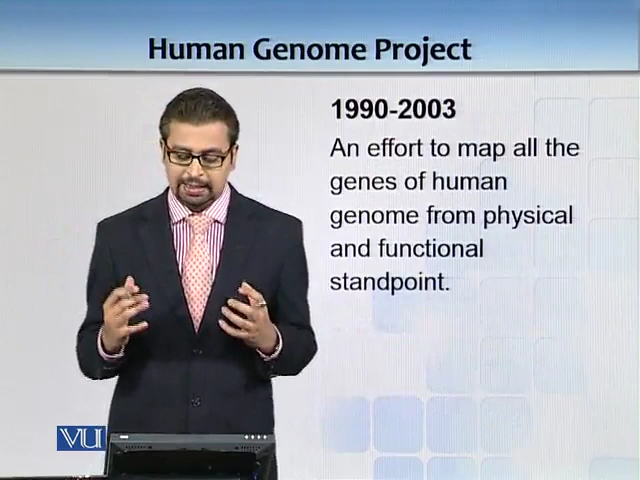 Human Genome Project
1990-2003
An effort to map all the
genes of human
genome from physical
and functional
standpoint.
VU